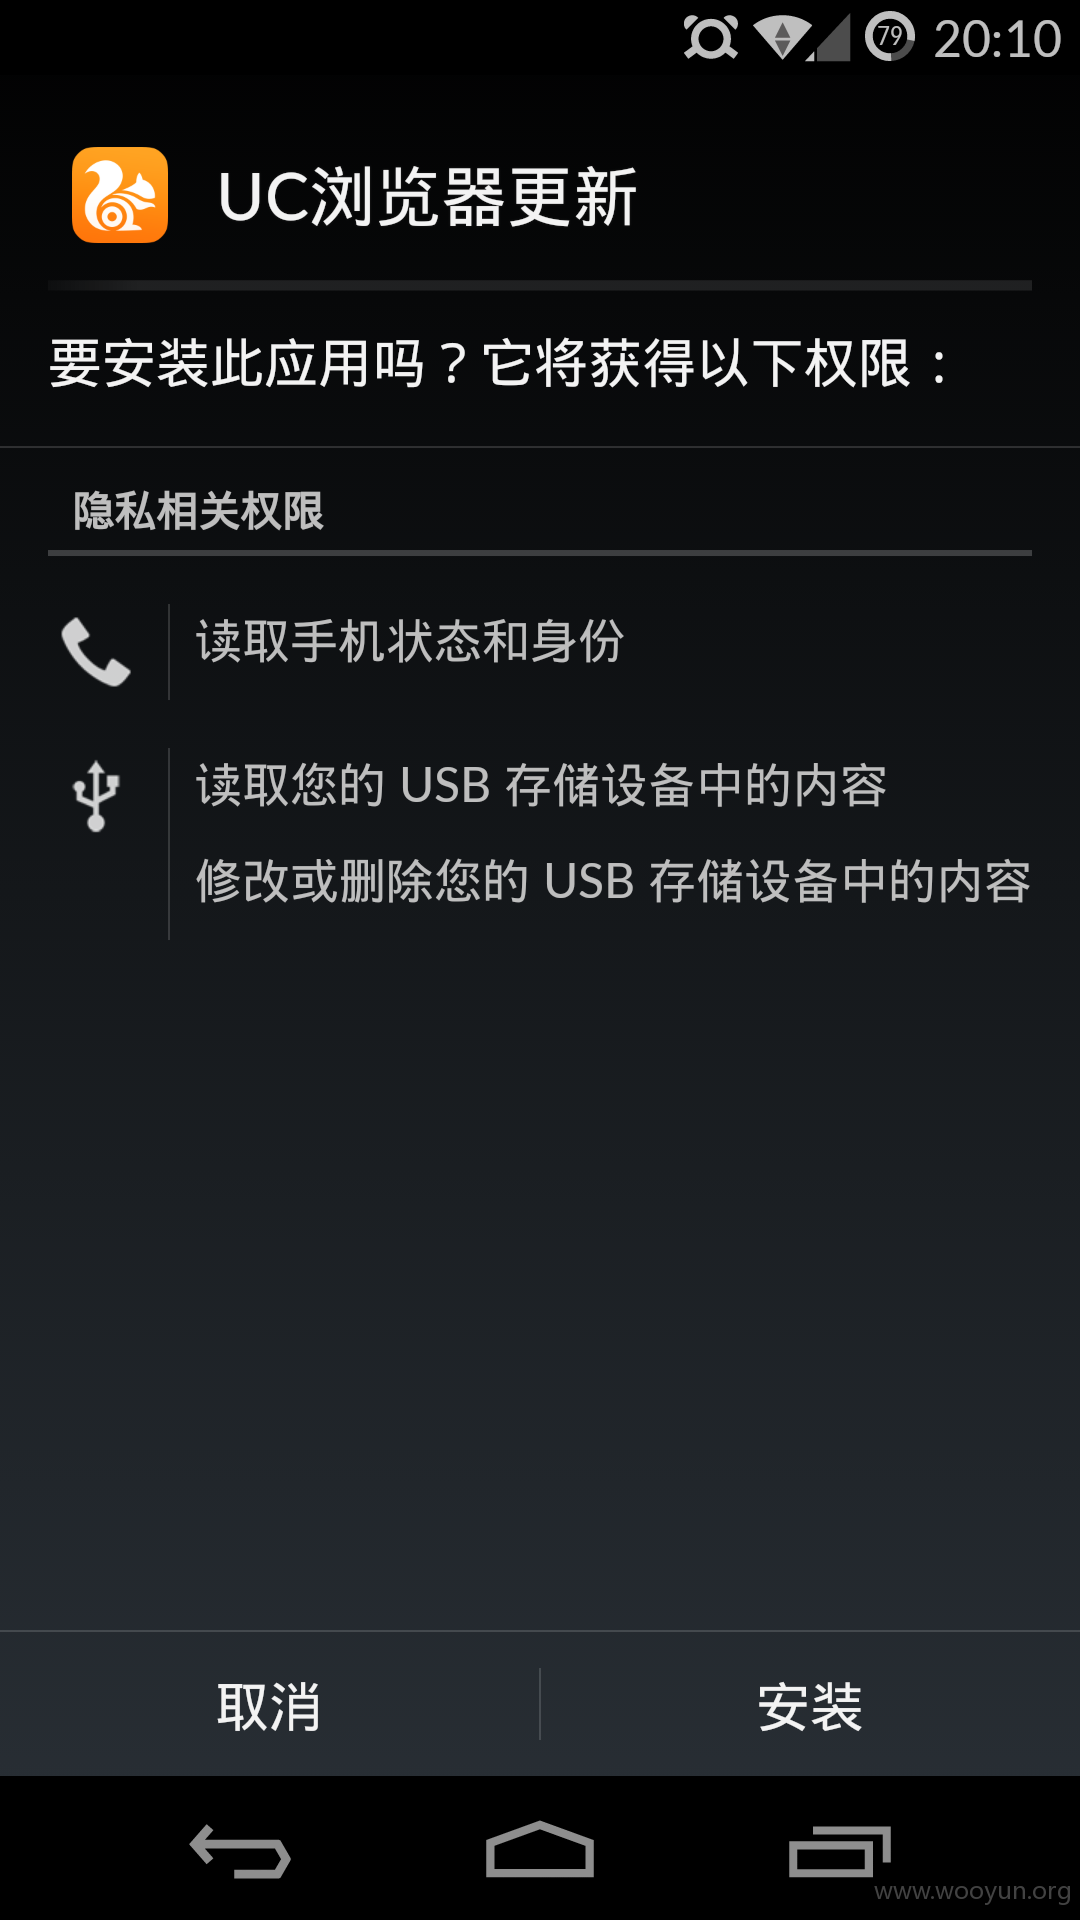 79 20:10
UC浏览器更新
要安装此应用吗？它将获得以下权限：
隐私相关权限
读取手机状态和身份
读取您的 USB 存储设备中的内容
修改或删除您的 USB 存储设备中的内容
取消 安装
www.wooyun.org